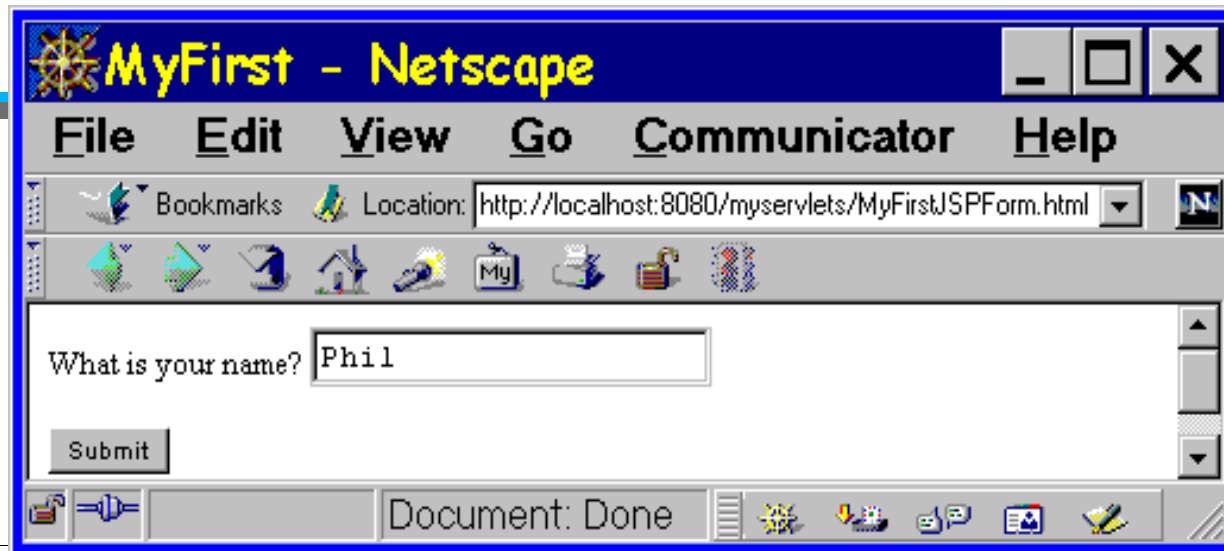 MyFirst - Netscape
File Edit View Go Communicator Help
Bookmarks Location: http://localhost:8080/myservlets/MyFirstJSPForm.html N
My
What is your name? Phil
Submit
Document: Done